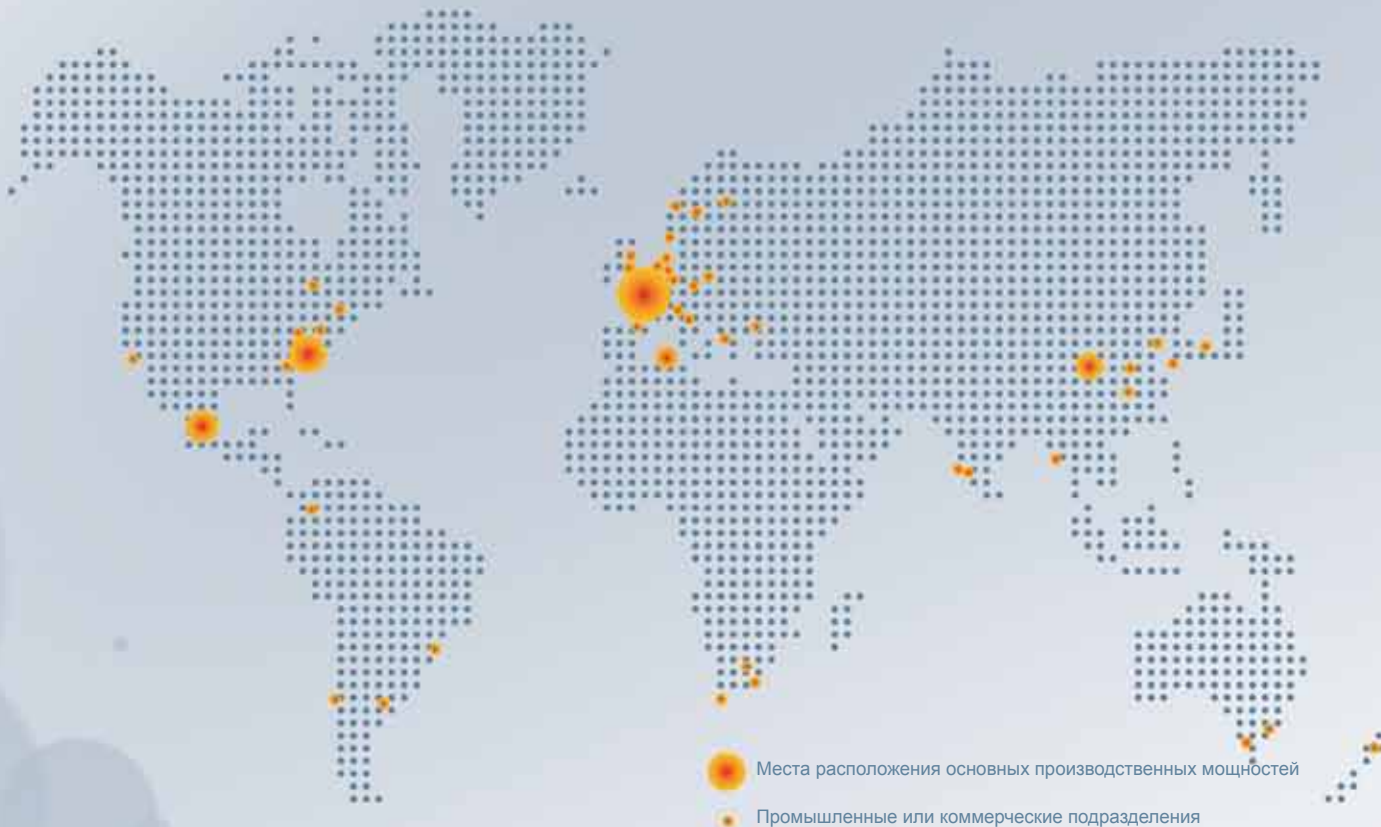 Места расположения основных производственных мощностей
Промышленные или коммерческие подразделения